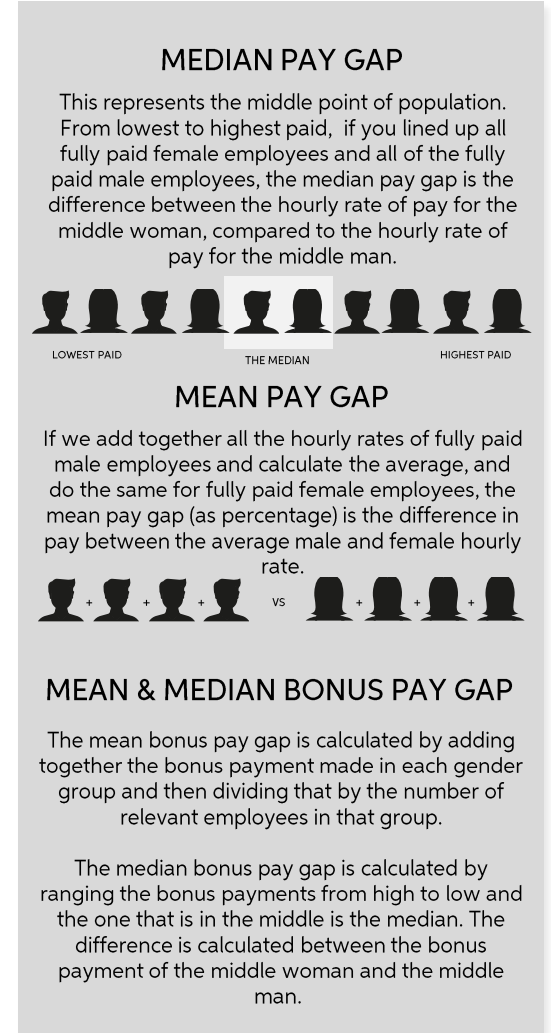 MEDIAN PAY GAP
This represents the middle point of population.
From lowest to highest paid,  if you lined up all
fully paid female employees and all of the fully
paid male employees, the median pay gap is the
difference between the hourly rate of pay for the
middle woman, compared to the hourly rate of
pay for the middle man.
LOWEST PAID
THE MEDIAN
HIGHEST PAID
MEAN PAY GAP
If we add together all the hourly rates of fully paid
male employees and calculate the average, and
do the same for fully paid female employees, the
mean pay gap (as percentage) is the difference in
pay between the average male and female hourly
rate.
+ + + VS + + +
MEAN & MEDIAN BONUS PAY GAP
The mean bonus pay gap is calculated by adding
together the bonus payment made in each gender
group and then dividing that by the number of
relevant employees in that group.
The median bonus pay gap is calculated by
ranging the bonus payments from high to low and
the one that is in the middle is the median. The
difference is calculated between the bonus
payment of the middle woman and the middle
man.